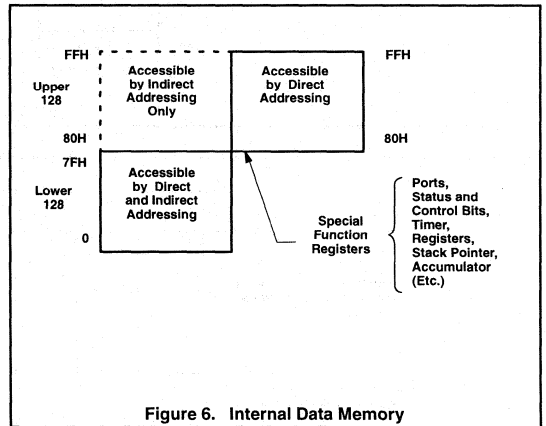 FFH
Upper
128
80H
7FH
Lower
128
0
Accessible
by Indirect
Addressing
Only
Accessible
by Direct
Addressing
FFH
80H
Accessible
by Direct
and Indirect
Addressing
Special
Function
Registers
Ports,
Status and
Control Bits,
Timer,
Registers,
Stack Pointer,
Accumulator
(Etc.)
Figure 6. Internal Data Memory